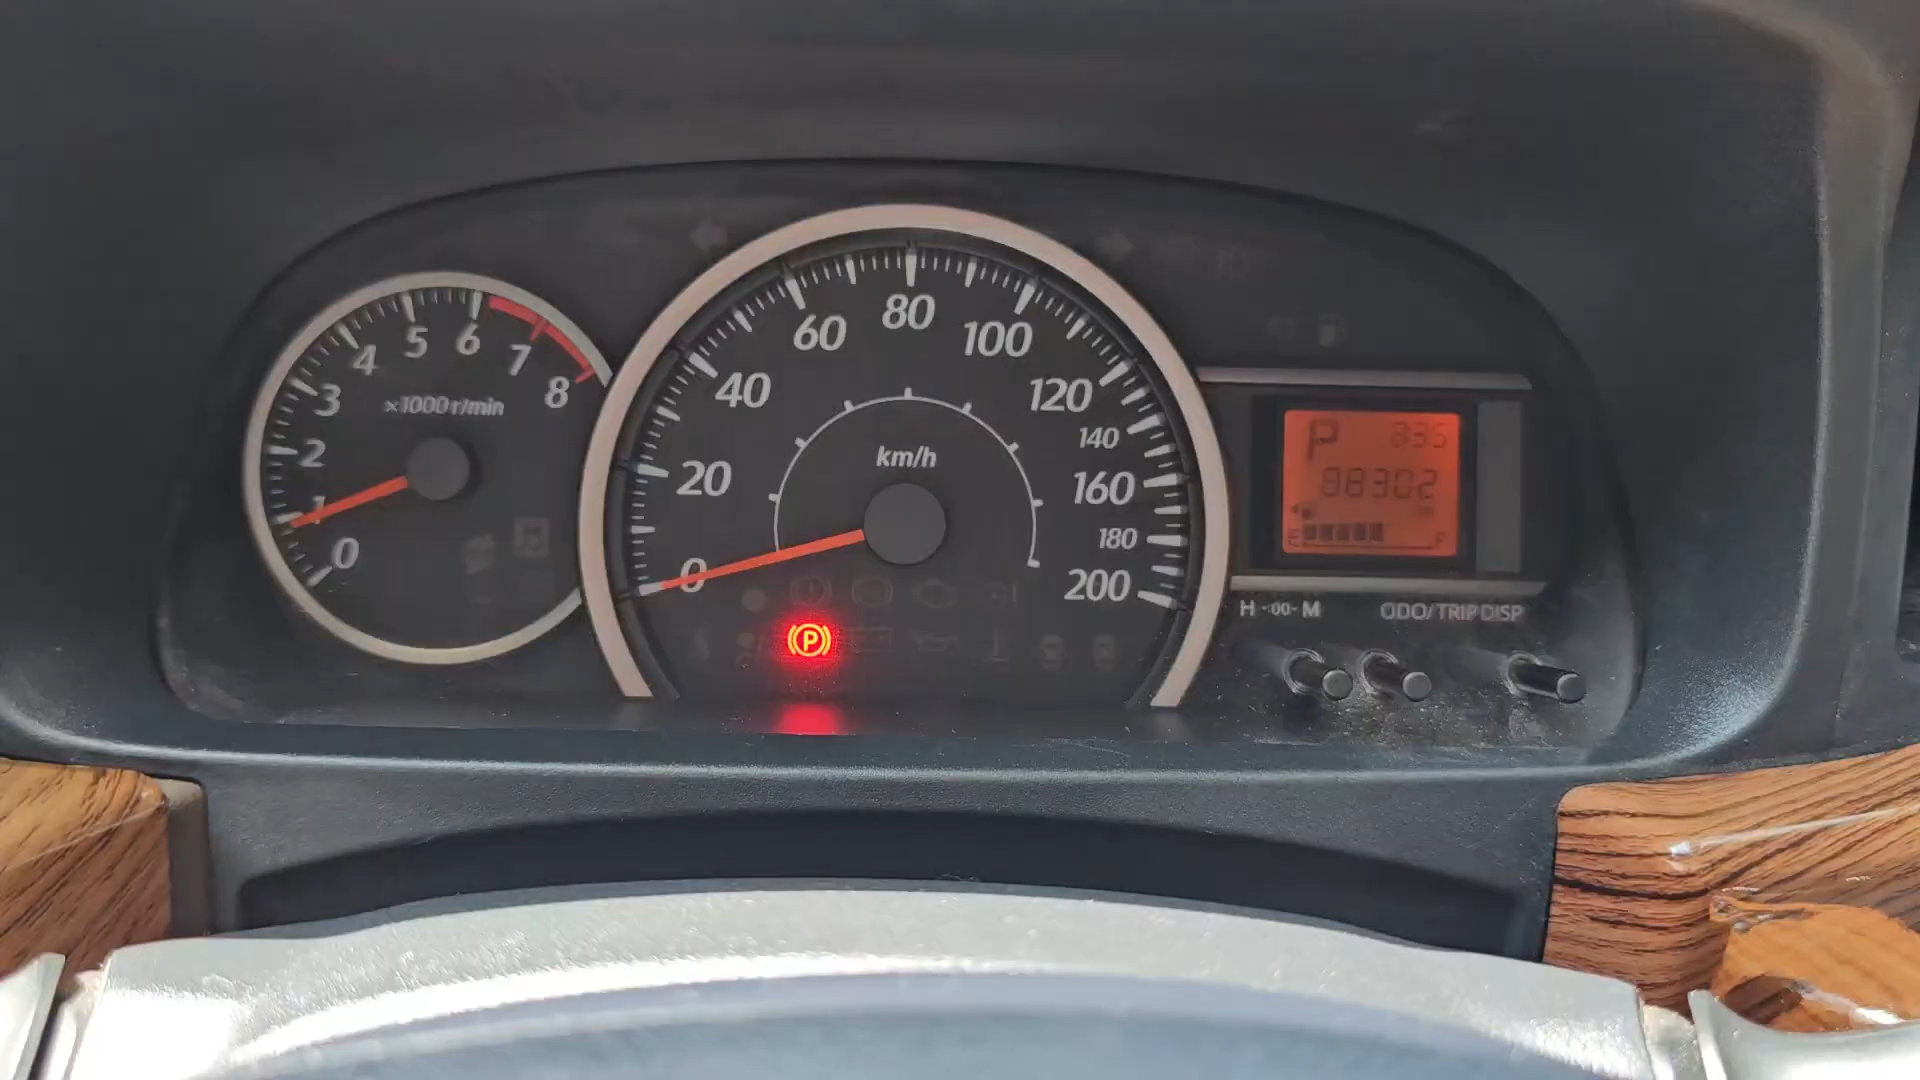 0 1 2 3 4 5 6 7 8
×1000 r/min
0 20 40 60 80 100 120 140 160 180 200
km/h
P
P
98302
E F
H -:00- M
ODO/TRIP DISP